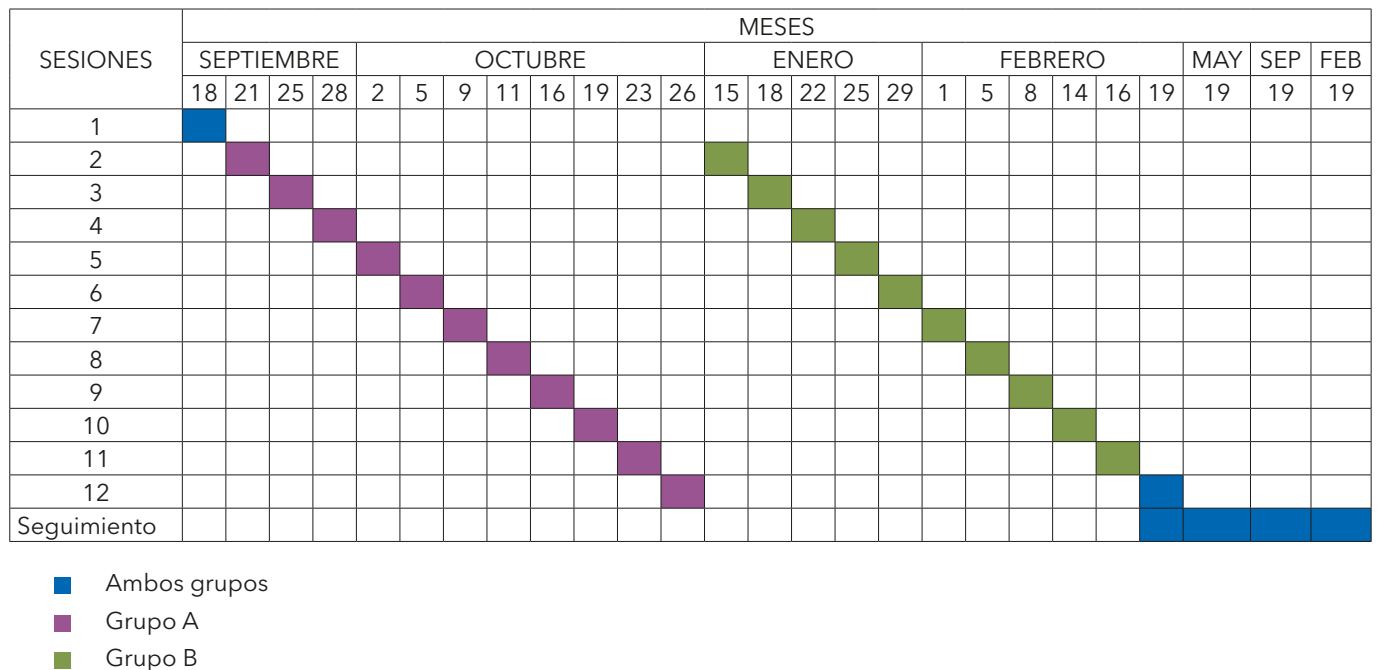 MESES
SESIONES SEPTIEMBRE OCTUBRE ENERO FEBRERO MAY SEP FEB
18 21 25 28 2 5 9 11 16 19 23 26 15 18 22 25 29 1 5 8 14 16 19 19 19 19
1
2
3
4
5
6
7
8
9
10
11
12
Seguimiento
Ambos grupos
Grupo A
Grupo B